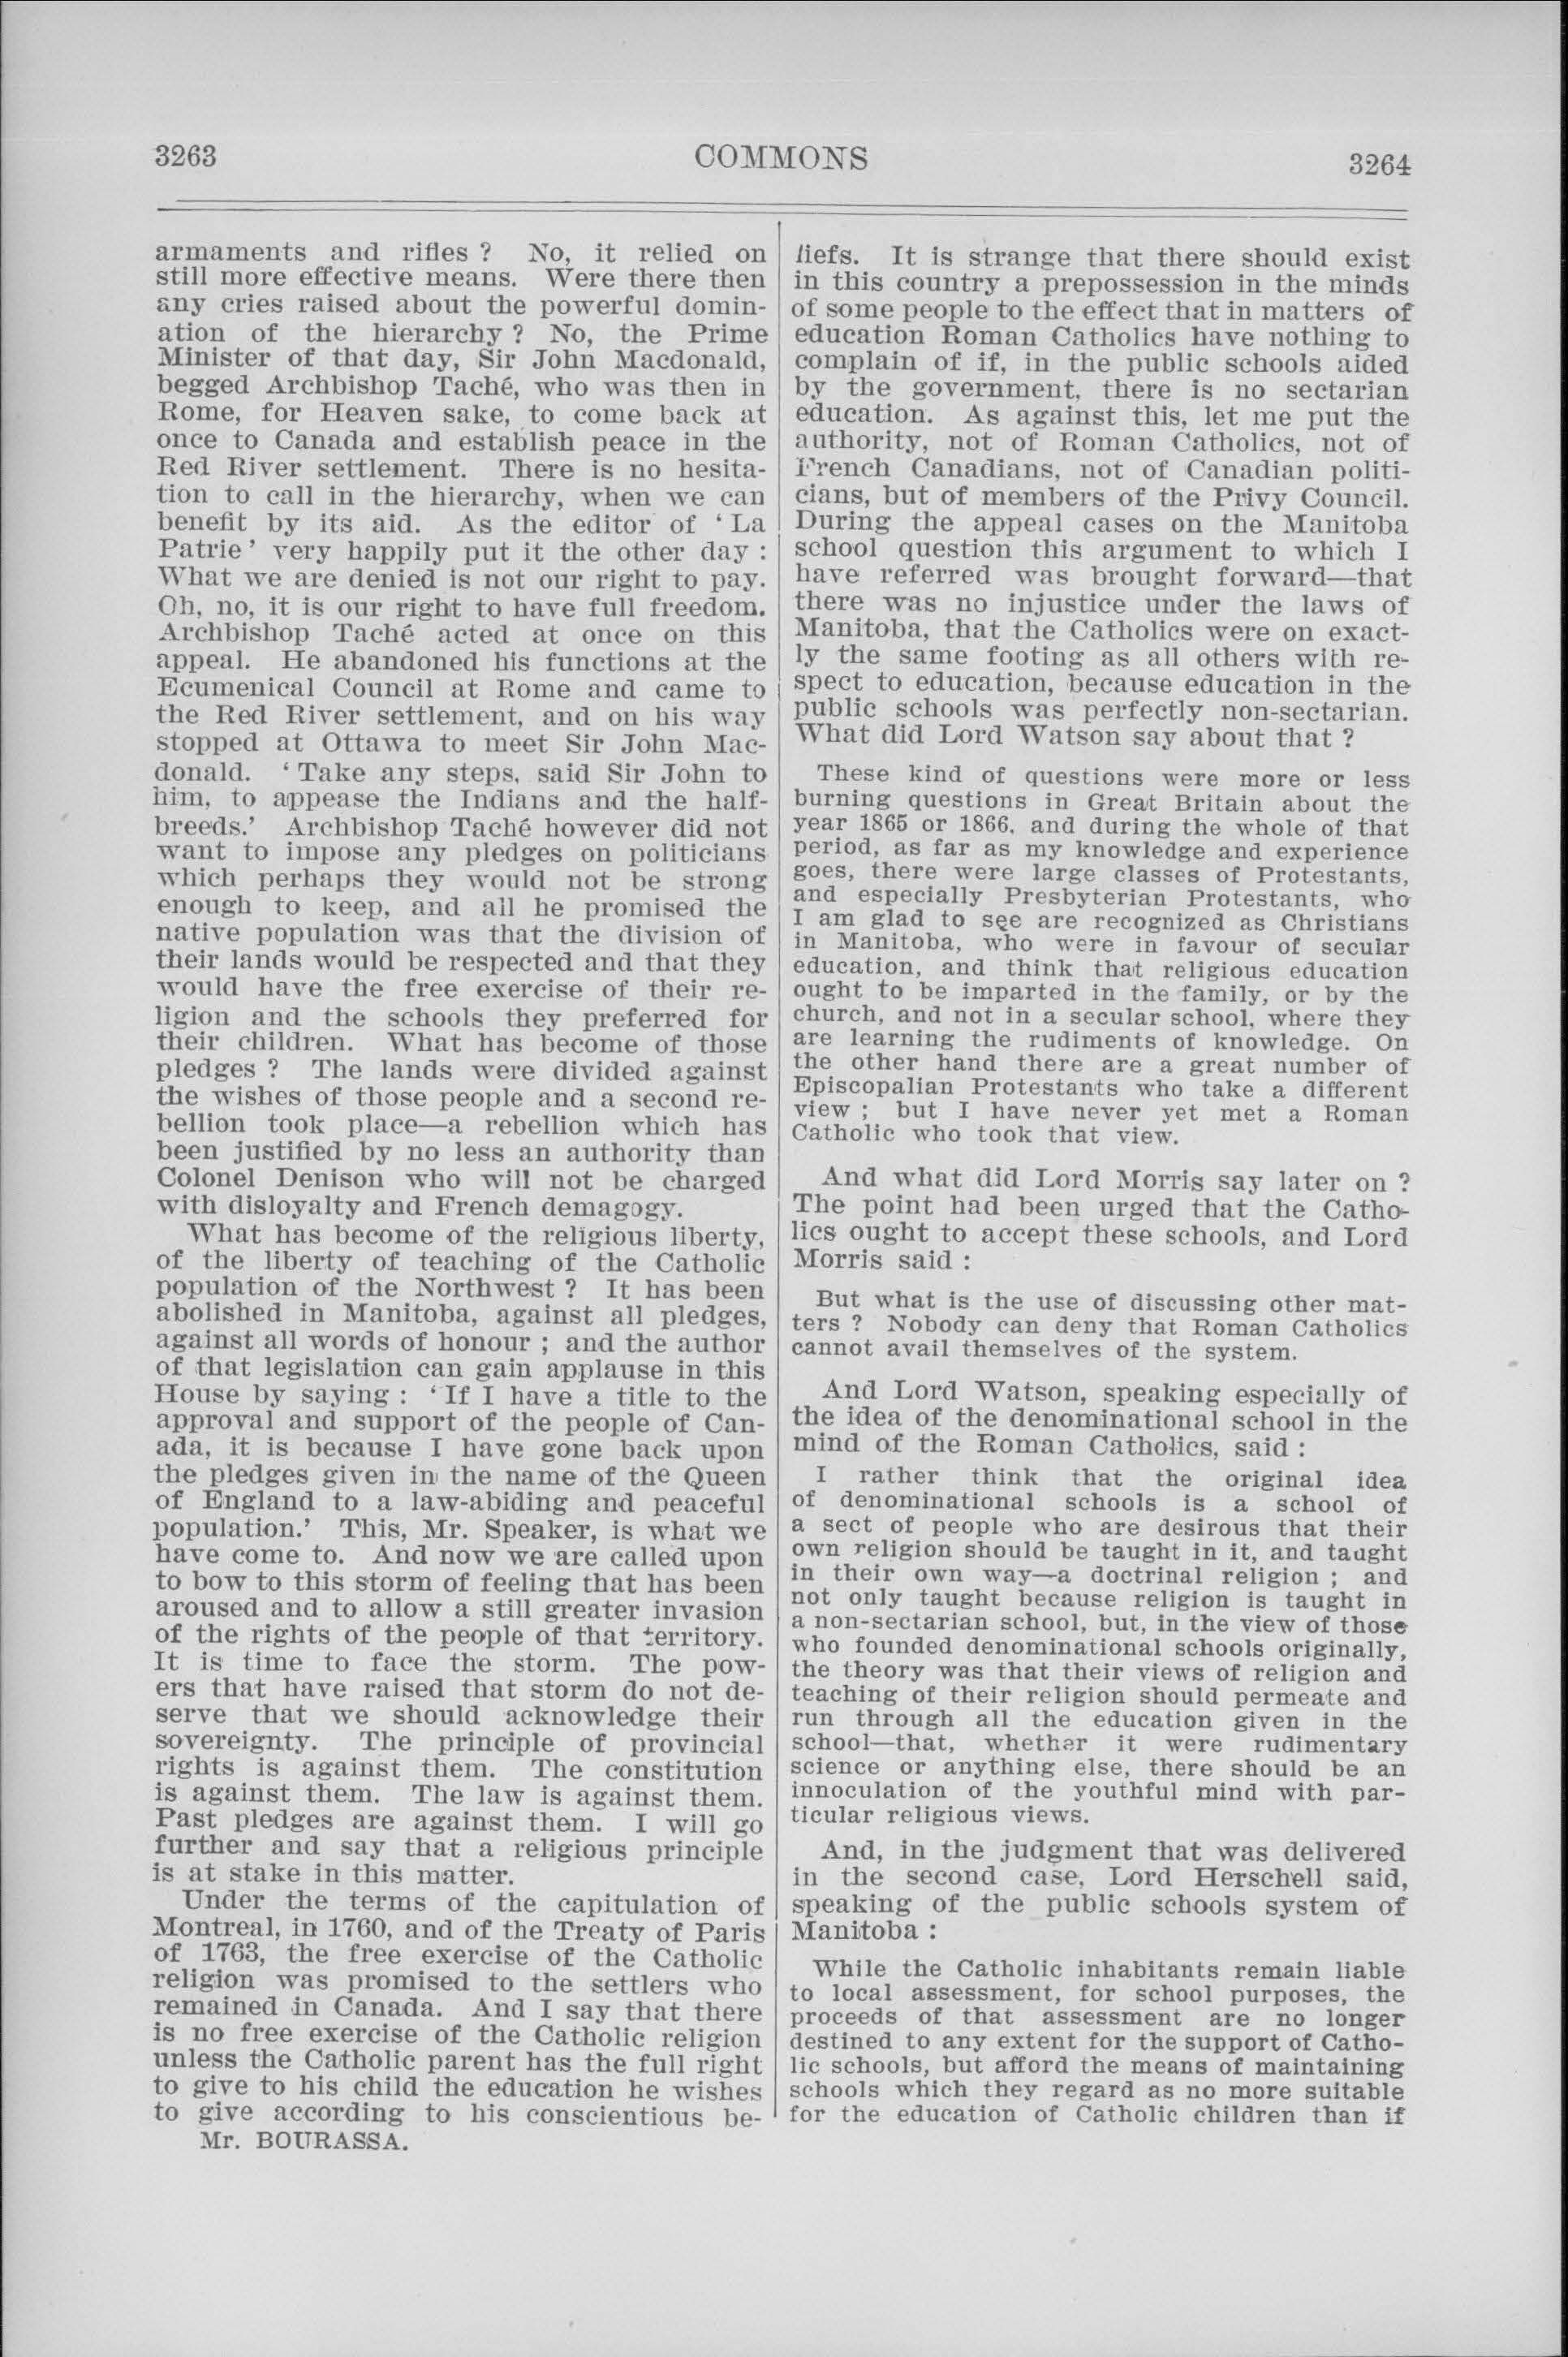 3263
COMMONS
3264
armaments and rifles ? No, it relied on
still more effective means. Were there then
any cries raised about the powerful domin-
ation of the hierarchy ? No, the Prime
Minister of that day, Sir John Macdonald,
begged Archbishop Taché, who was then in
Rome, for Heaven sake, to come back at
once to Canada and establish peace in the
Red River settlement. There is no hesita-
tion to call in the hierarchy, when we can
benefit by its aid. As the editor of ‘ La
Patrie ’ very happily put it the other day :
What we are denied is not our right to pay.
Oh, no, it is our right to have full freedom.
Archbishop Taché acted at once on this
appeal. He abandoned his functions at the
Ecumenical Council at Rome and came to
the Red River settlement, and on his way
stopped at Ottawa to meet Sir John Mac-
donald. ‘ Take any steps, said Sir John to
him, to appease the Indians and the half-
breeds.’ Archbishop Taché however did not
want to impose any pledges on politicians
which perhaps they would not be strong
enough to keep, and all he promised the
native population was that the division of
their lands would be respected and that they
would have the free exercise of their re-
ligion and the schools they preferred for
their children. What has become of those
pledges ? The lands were divided against
the wishes of those people and a second re-
bellion took place—a rebellion which has
been justified by no less an authority than
Colonel Denison who will not be charged
with disloyalty and French demagogy.
What has become of the religious liberty,
of the liberty of teaching of the Catholic
population of the Northwest ? It has been
abolished in Manitoba, against all pledges,
against all words of honour ; and the author
of that legislation can gain applause in this
House by saying : ‘ If I have a title to the
approval and support of the people of Can-
ada, it is because I have gone back upon
the pledges given in the name of the Queen
of England to a law-abiding and peaceful
population.’ This, Mr. Speaker, is what we
have come to. And now we are called upon
to bow to this storm of feeling that has been
aroused and to allow a still greater invasion
of the rights of the people of that territory.
It is time to face the storm. The pow-
ers that have raised that storm do not de-
serve that we should acknowledge their
sovereignty. The principle of provincial
rights is against them. The constitution
is against them. The law is against them.
Past pledges are against them. I will go
further and say that a religious principle
is at stake in this matter.
Under the terms of the capitulation of
Montreal, in 1760, and of the Treaty of Paris
of 1763, the free exercise of the Catholic
religion was promised to the settlers who
remained in Canada. And I say that there
is no free exercise of the Catholic religion
unless the Catholic parent has the full right
to give to his child the education he wishes
to give according to his conscientious be-
Mr. BOURASSA.
liefs. It is strange that there should exist
in this country a prepossession in the minds
of some people to the effect that in matters of
education Roman Catholics have nothing to
complain of if, in the public schools aided
by the government, there is no sectarian
education. As against this, let me put the
authority, not of Roman Catholics, not of
French Canadians, not of Canadian politi-
cians, but of members of the Privy Council.
During the appeal cases on the Manitoba
school question this argument to which I
have referred was brought forward—that
there was no injustice under the laws of
Manitoba, that the Catholics were on exact-
ly the same footing as all others with re-
spect to education, because education in the
public schools was perfectly non-sectarian.
What did Lord Watson say about that ?
These kind of questions were more or less
burning questions in Great Britain about the
year 1865 or 1866, and during the whole of that
period, as far as my knowledge and experience
goes, there were large classes of Protestants,
and especially Presbyterian Protestants, who
I am glad to see are recognized as Christians
in Manitoba, who were in favour of secular
education, and think that religious education
ought to be imparted in the family, or by the
church, and not in a secular school, where they
are learning the rudiments of knowledge. On
the other hand there are a great number of
Episcopalian Protestants who take a different
view ; but I have never yet met a Roman
Catholic who took that view.
And what did Lord Morris say later on ?
The point had been urged that the Catho-
lics ought to accept these schools, and Lord
Morris said :
But what is the use of discussing other mat-
ters ? Nobody can deny that Roman Catholics
cannot avail themselves of the system.
And Lord Watson, speaking especially of
the idea of the denominational school in the
mind of the Roman Catholics, said :
I rather think that the original idea
of denominational schools is a school of
a sect of people who are desirous that their
own religion should be taught in it, and taught
in their own way—a doctrinal religion ; and
not only taught because religion is taught in
a non-sectarian school, but, in the view of those
who founded denominational schools originally,
the theory was that their views of religion and
teaching of their religion should permeate and
run through all the education given in the
school—that, whether it were rudimentary
science or anything else, there should be an
innoculation of the youthful mind with par-
ticular religious views.
And, in the judgment that was delivered
in the second case, Lord Herschell said,
speaking of the public schools system of
Manitoba :
While the Catholic inhabitants remain liable
to local assessment, for school purposes, the
proceeds of that assessment are no longer
destined to any extent for the support of Catho-
lic schools, but afford the means of maintaining
schools which they regard as no more suitable
for the education of Catholic children than if